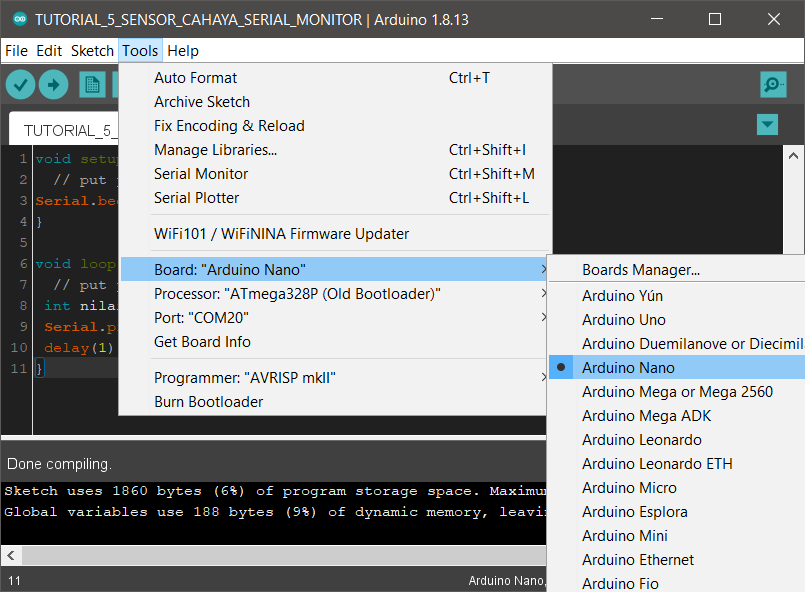 TUTORIAL_5_SENSOR_CAHAYA_SERIAL_MONITOR | Arduino 1.8.13
File Edit Sketch Tools Help
TUTORIAL_5_
1 void setup
2 // put
3 Serial.beg
4 }
5
6 void loop
7 // put
8 int nilai
9 Serial.p
10 delay(1)
11 }
Auto Format Ctrl+T
Archive Sketch
Fix Encoding & Reload
Manage Libraries... Ctrl+Shift+I
Serial Monitor Ctrl+Shift+M
Serial Plotter Ctrl+Shift+L
WiFi101 / WiFiNINA Firmware Updater
Board: "Arduino Nano"
Processor: "ATmega328P (Old Bootloader)"
Port: "COM20"
Get Board Info
Programmer: "AVRISP mkII"
Burn Bootloader
Boards Manager...
Arduino Yún
Arduino Uno
Arduino Duemilanove or Diecimil
Arduino Nano
Arduino Mega or Mega 2560
Arduino Mega ADK
Arduino Leonardo
Arduino Leonardo ETH
Arduino Micro
Arduino Esplora
Arduino Mini
Arduino Ethernet
Arduino Fio
Done compiling.
Sketch uses 1860 bytes (6%) of program storage space. Maximu
Global variables use 188 bytes (9%) of dynamic memory, leavi
11 Arduino Nano,